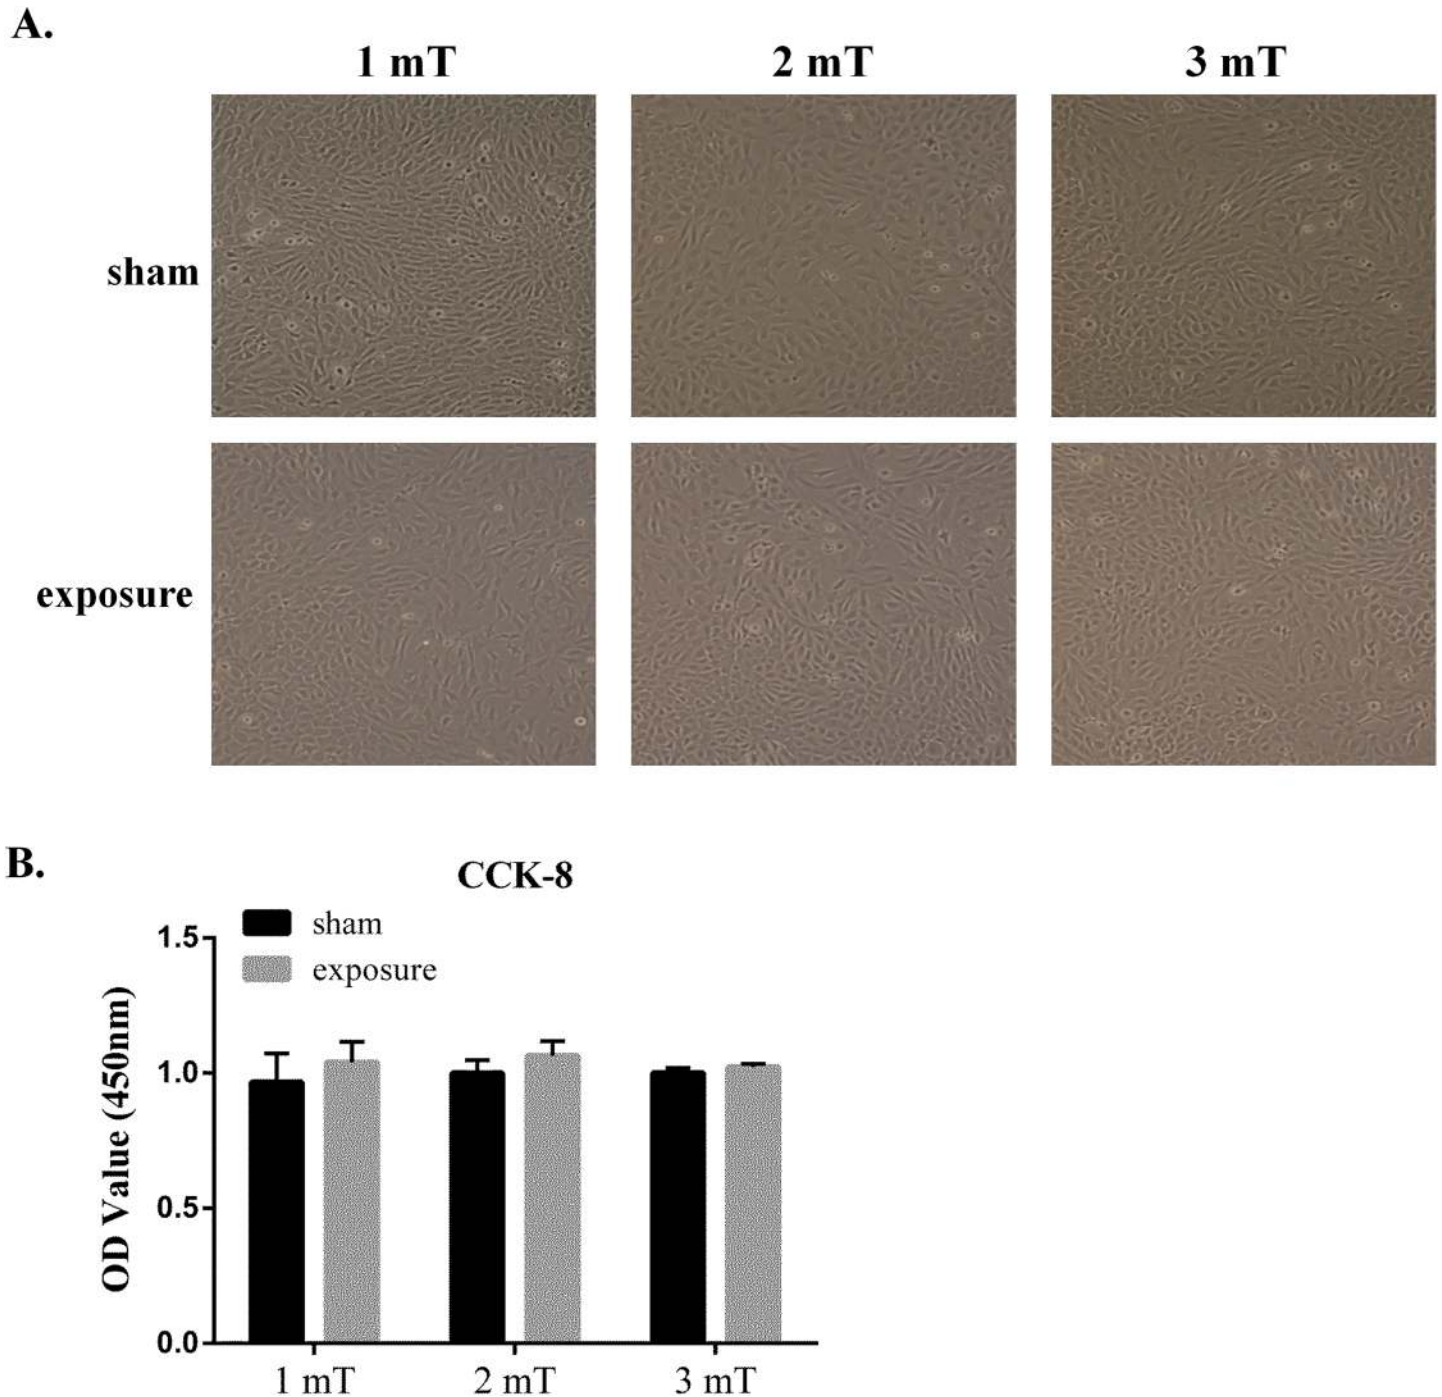 A.
1 mT 2 mT 3 mT
sham
exposure
B.
CCK-8
sham
exposure
OD Value (450nm)
1.5
1.0
0.5
0.0
1 mT 2 mT 3 mT